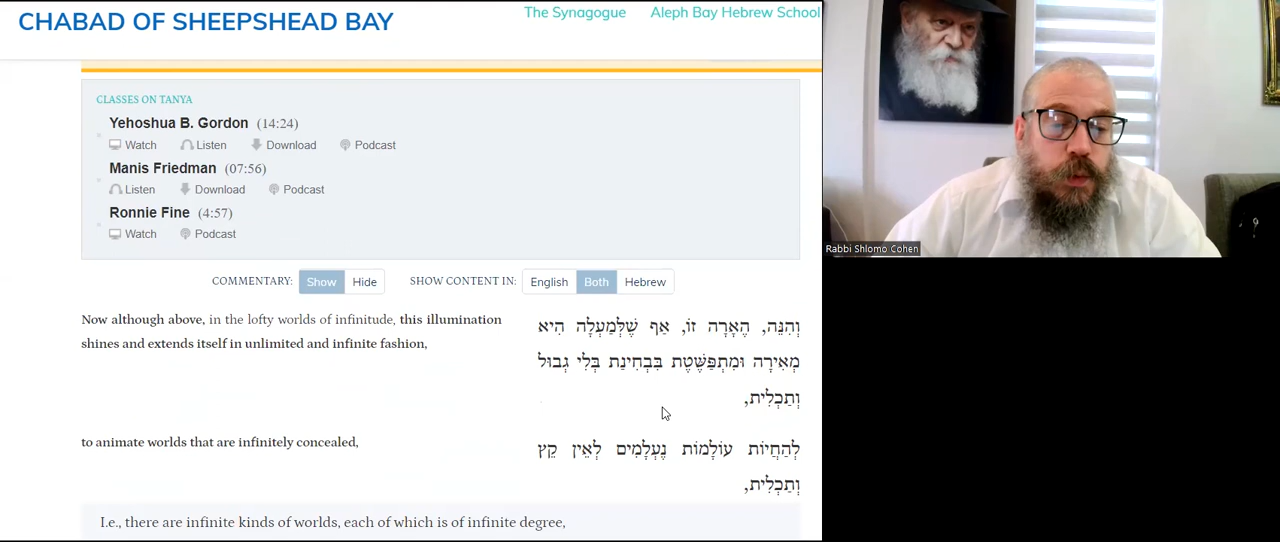 CHABAD OF SHEEPSHEAD BAY
The Synagogue Aleph Bay Hebrew School
CLASSES ON TANYA
Yehoshua B. Gordon (14:24)
Watch Listen Download Podcast
Manis Friedman (07:56)
Listen Download Podcast
Ronnie Fine (4:57)
Watch Podcast
Rabbi Shlomo Cohen
COMMENTARY: Show Hide SHOW CONTENT IN: English Both Hebrew
Now although above, in the lofty worlds of infinitude, this illumination
shines and extends itself in unlimited and infinite fashion,
וְהִנֵּה, הֶאָרָה זוֹ, אַף שֶׁלְּמַעְלָה הִיא
מְאִירָה וּמִתְפַּשֶּׁטֶת בִּבְחִינַת בְּלִי גְבוּל
וְתַכְלִית,
to animate worlds that are infinitely concealed,
לְהַחֲיוֹת עוֹלָמוֹת נֶעְלָמִים לְאֵין קֵץ
וְתַכְלִית,
I.e., there are infinite kinds of worlds, each of which is of infinite degree,